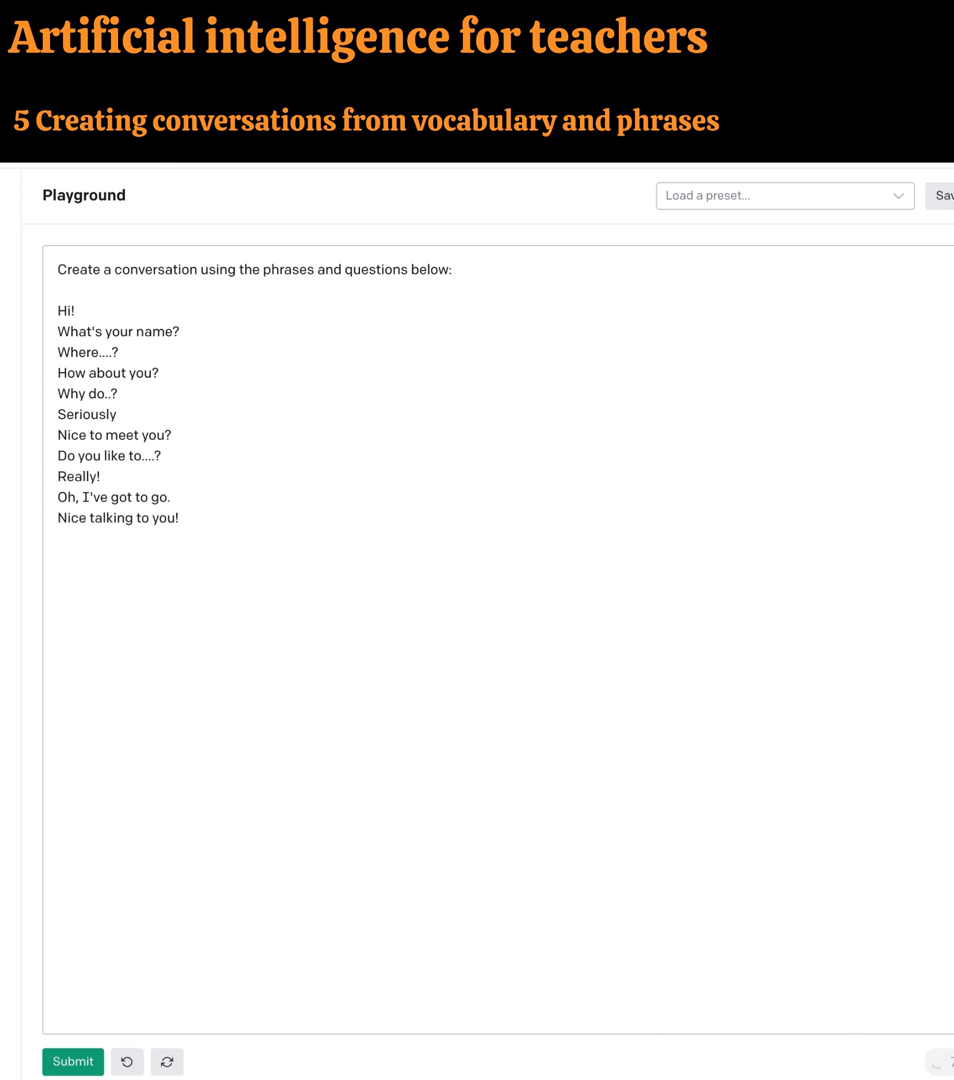 Artificial intelligence for teachers
5 Creating conversations from vocabulary and phrases
Playground
Load a preset...
Create a conversation using the phrases and questions below:
Hi!
What's your name?
Where....?
How about you?
Why do..?
Seriously
Nice to meet you?
Do you like to....?
Really!
Oh, I've got to go.
Nice talking to you!
Submit